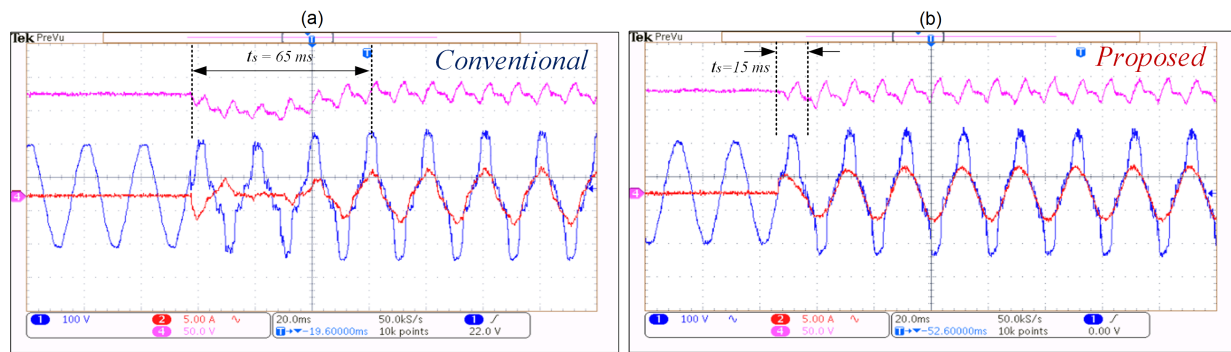 (a)
Tek PreVu
T
T
ts = 65 ms
Conventional
4
1 100 V
2 5.00 A
4 50.0 V
20.0ms 50.0kS/s
T→▼−19.60000ms 10k points
1
22.0 V
(b)
Tek PreVu
T
T
ts=15 ms
Proposed
4
1 100 V
2 5.00 A
4 50.0 V
20.0ms 50.0kS/s
T→▼−52.60000ms 10k points
1
0.00 V